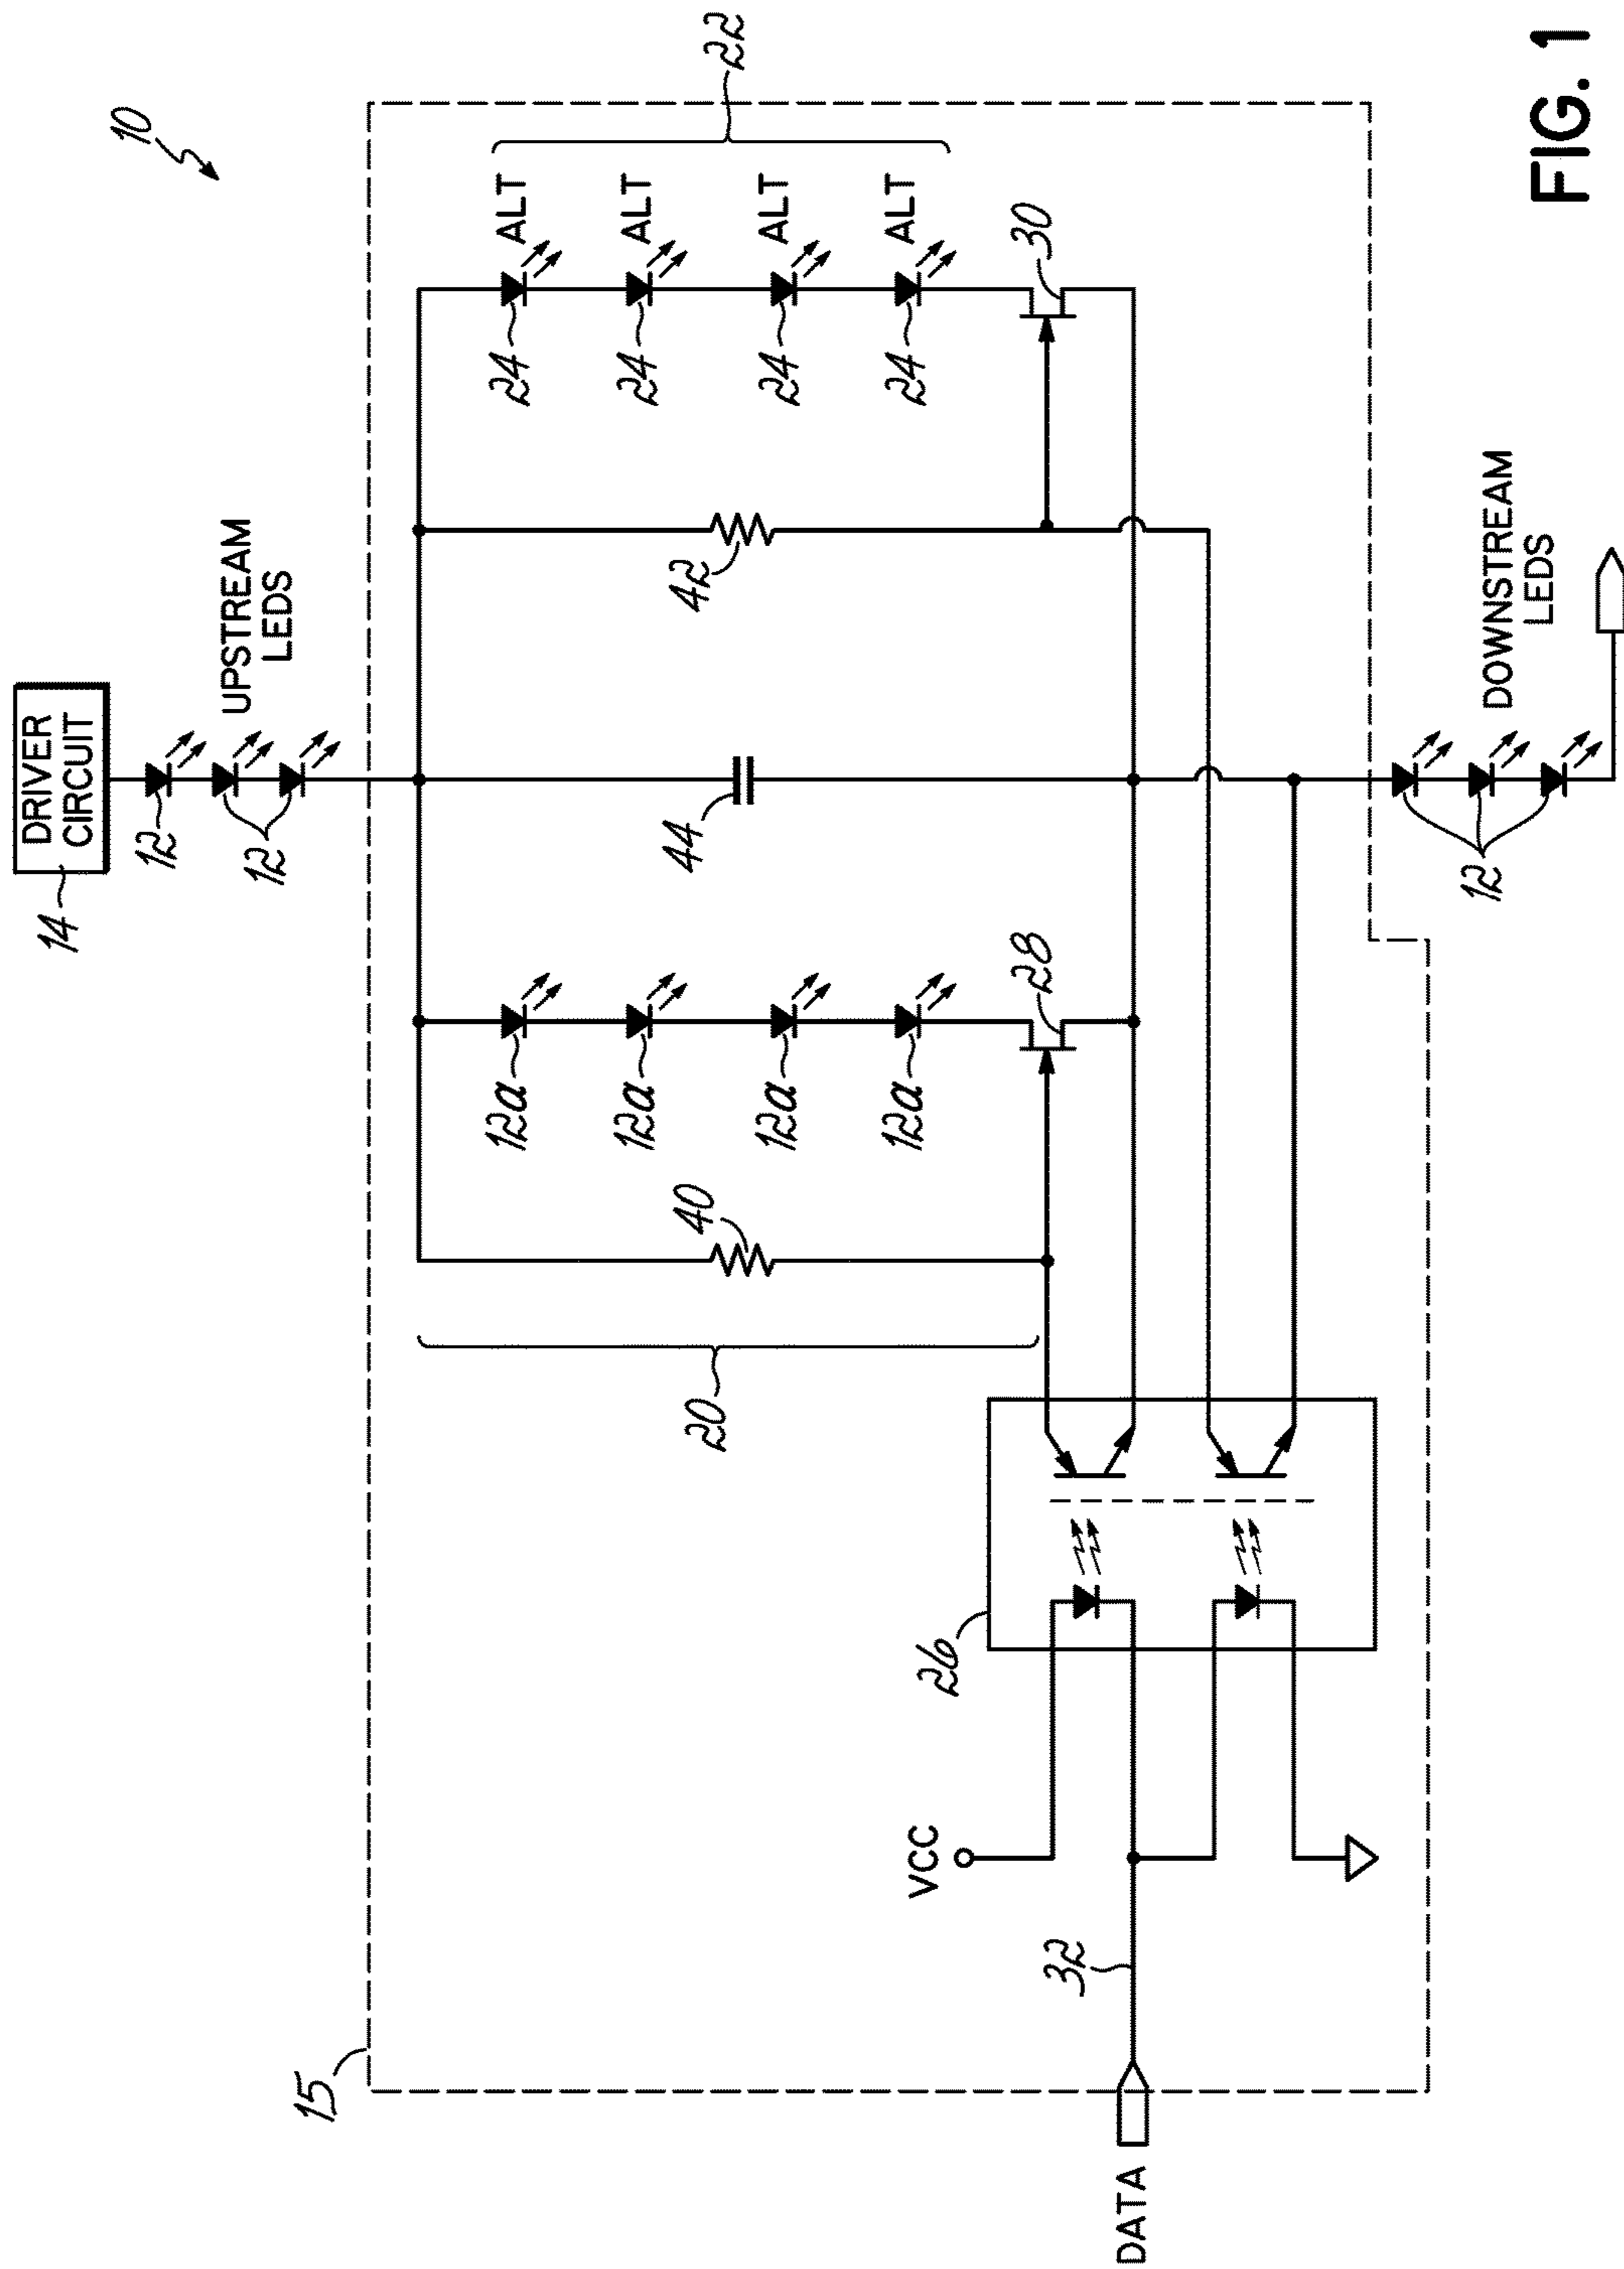 10
DRIVER
CIRCUIT
14
12
12
UPSTREAM
LEDS
15
22
ALT
ALT
ALT
ALT
24
24
24
24
30
42
44
12a
12a
12a
12a
28
40
20
26
VCC
32
DATA
12
DOWNSTREAM
LEDS
FIG. 1